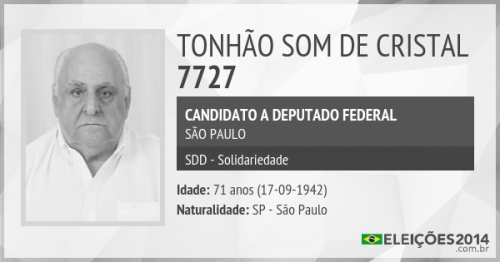 TONHÃO SOM DE CRISTAL
7727
CANDIDATO A DEPUTADO FEDERAL
SÃO PAULO
SDD - Solidariedade
Idade: 71 anos (17-09-1942)
Naturalidade: SP - São Paulo
ELEIÇÕES2014
.com.br